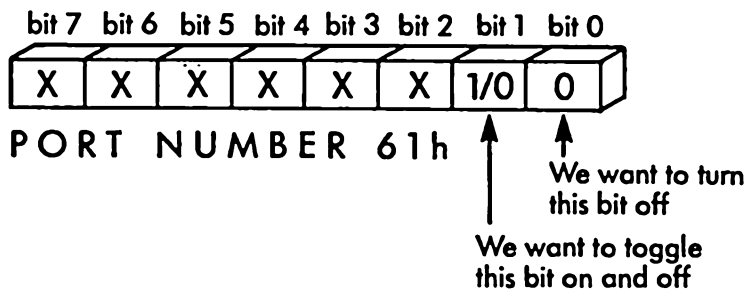 bit 7 bit 6 bit 5 bit 4 bit 3 bit 2 bit 1 bit 0
X X X X X X 1/0 0
PORT NUMBER 61h
We want to turn
this bit off
We want to toggle
this bit on and off